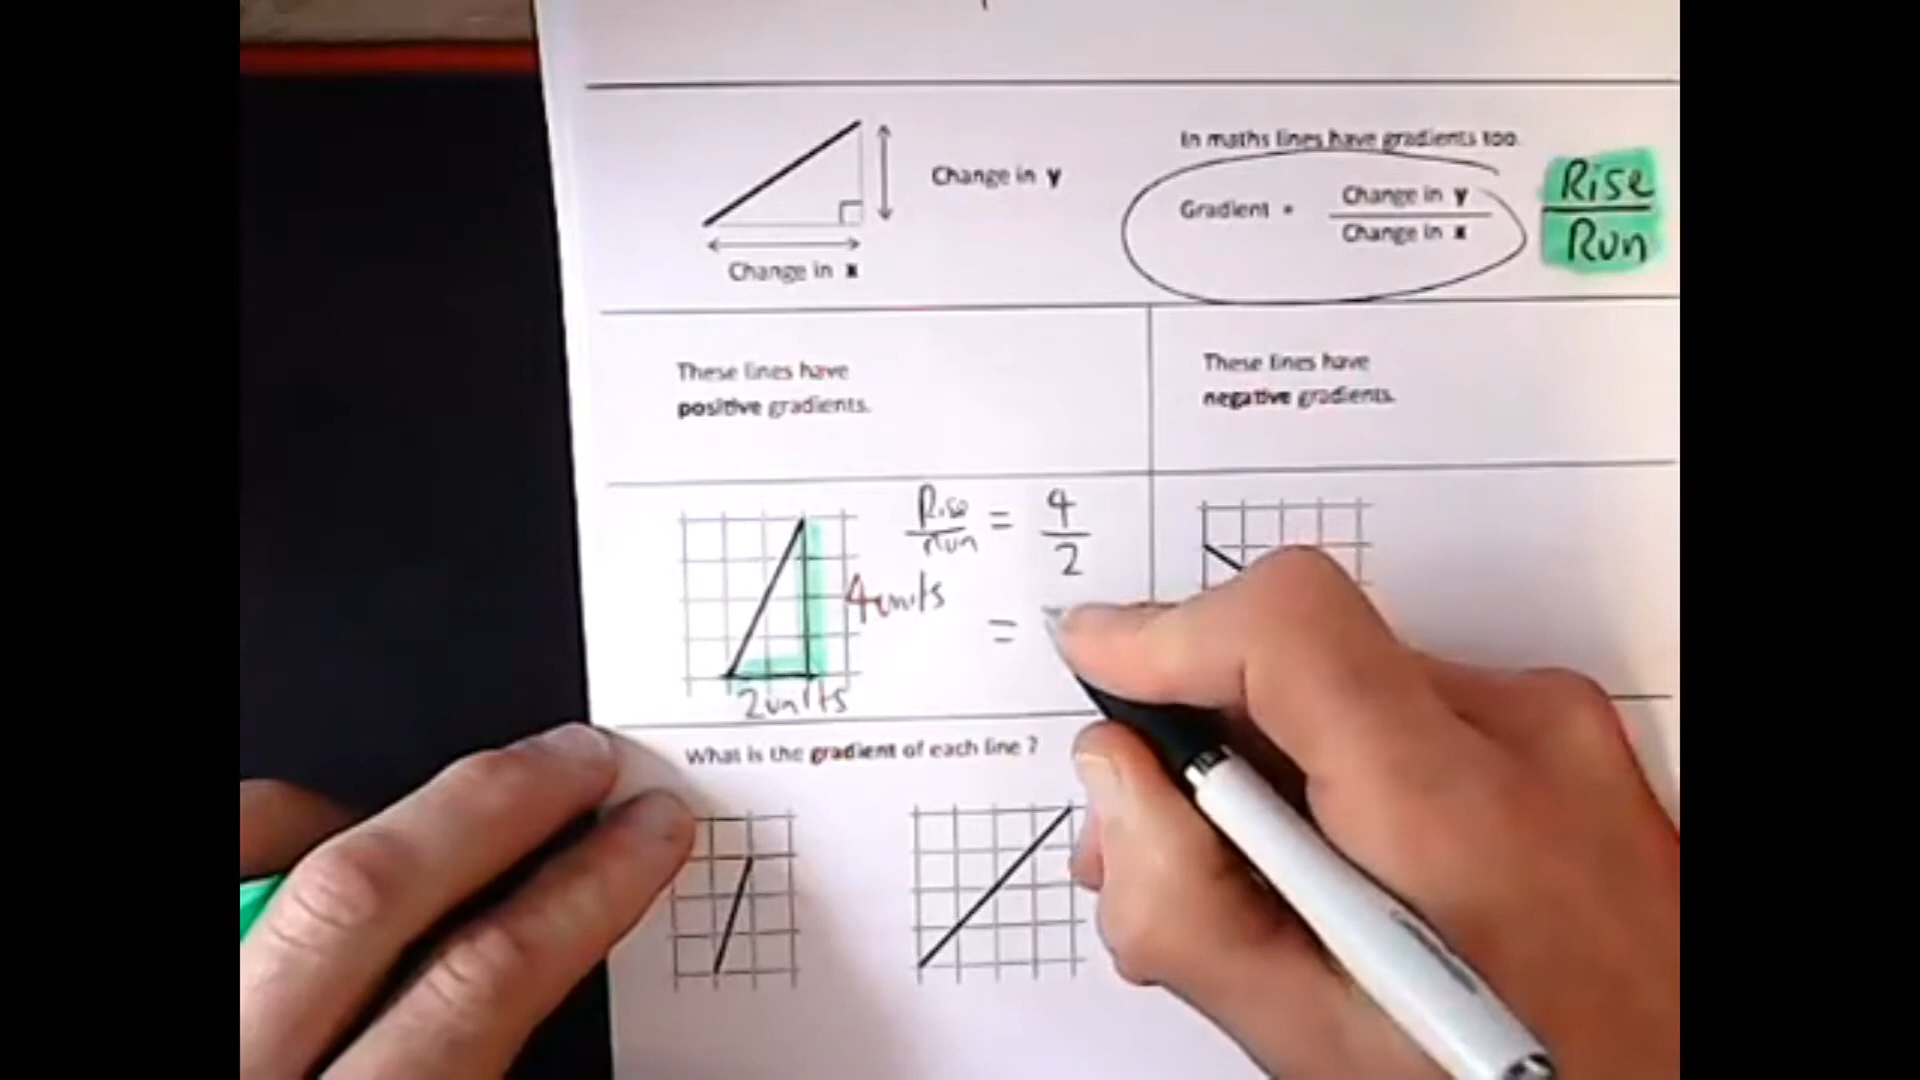 In maths lines have gradients too.
Change in y
Gradient = Change in y
Change in x
Rise
Run
Change in x
These lines have
positive gradients.
These lines have
negative gradients.
Rise = 4
run 2
4units
=
2units
What is the gradient of each line ?